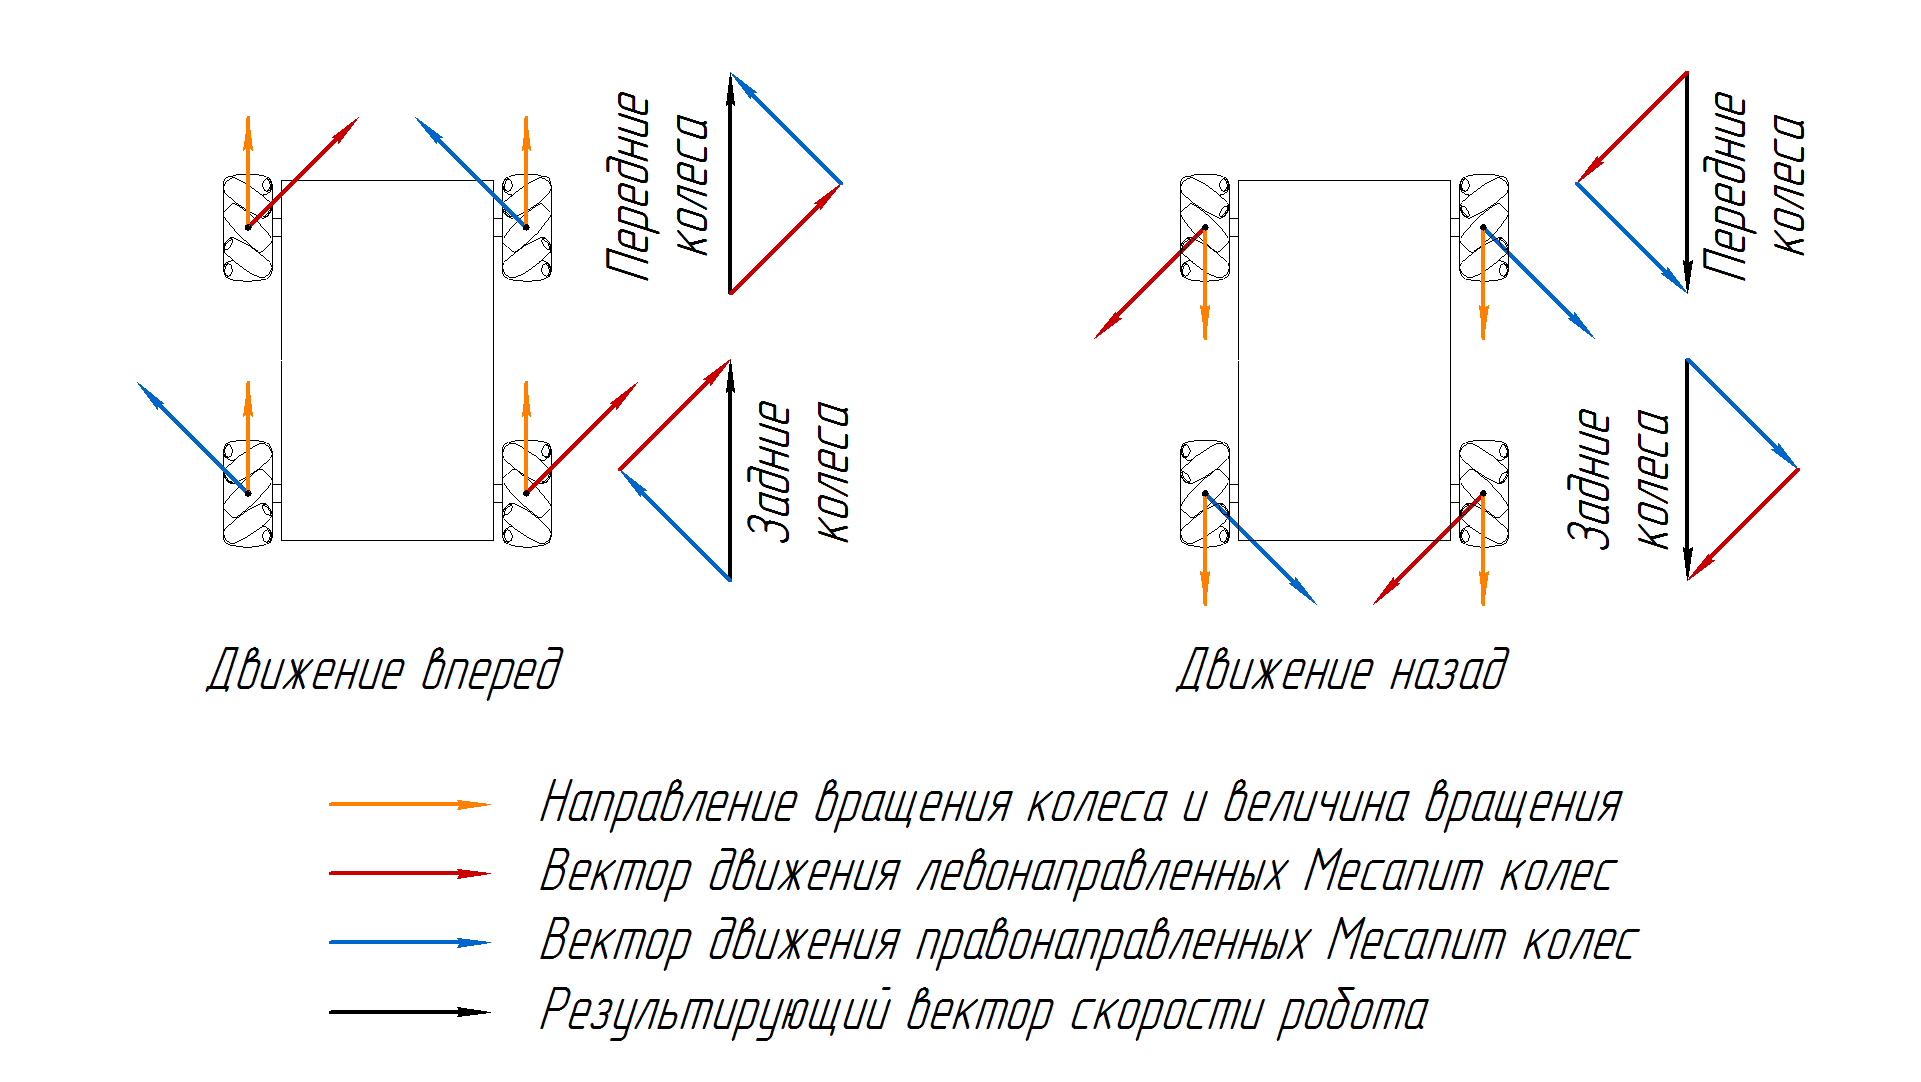 Передние
колеса
Задние
колеса
Движение вперед
Передние
колеса
Задние
колеса
Движение назад
Направление вращения колеса и величина вращения
Вектор движения левонаправленных Mecanum колес
Вектор движения правонаправленных Mecanum колес
Результирующий вектор скорости робота